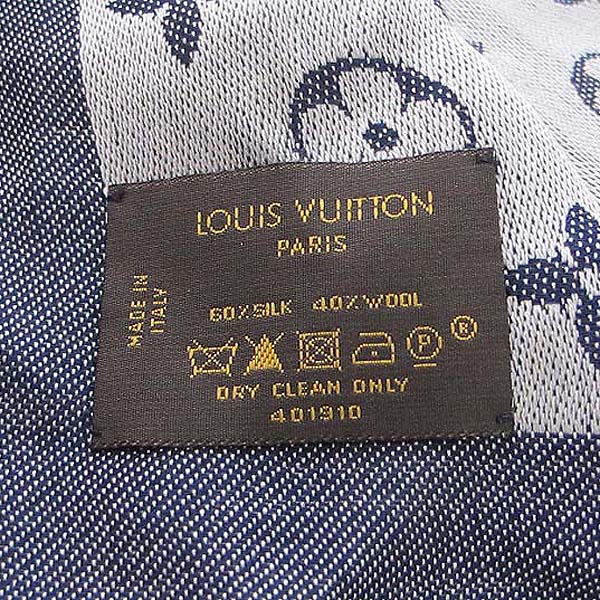 LOUIS VUITTON
PARIS
MADE IN
ITALY
60%SILK 40%WOOL
F ®
DRY CLEAN ONLY
401910